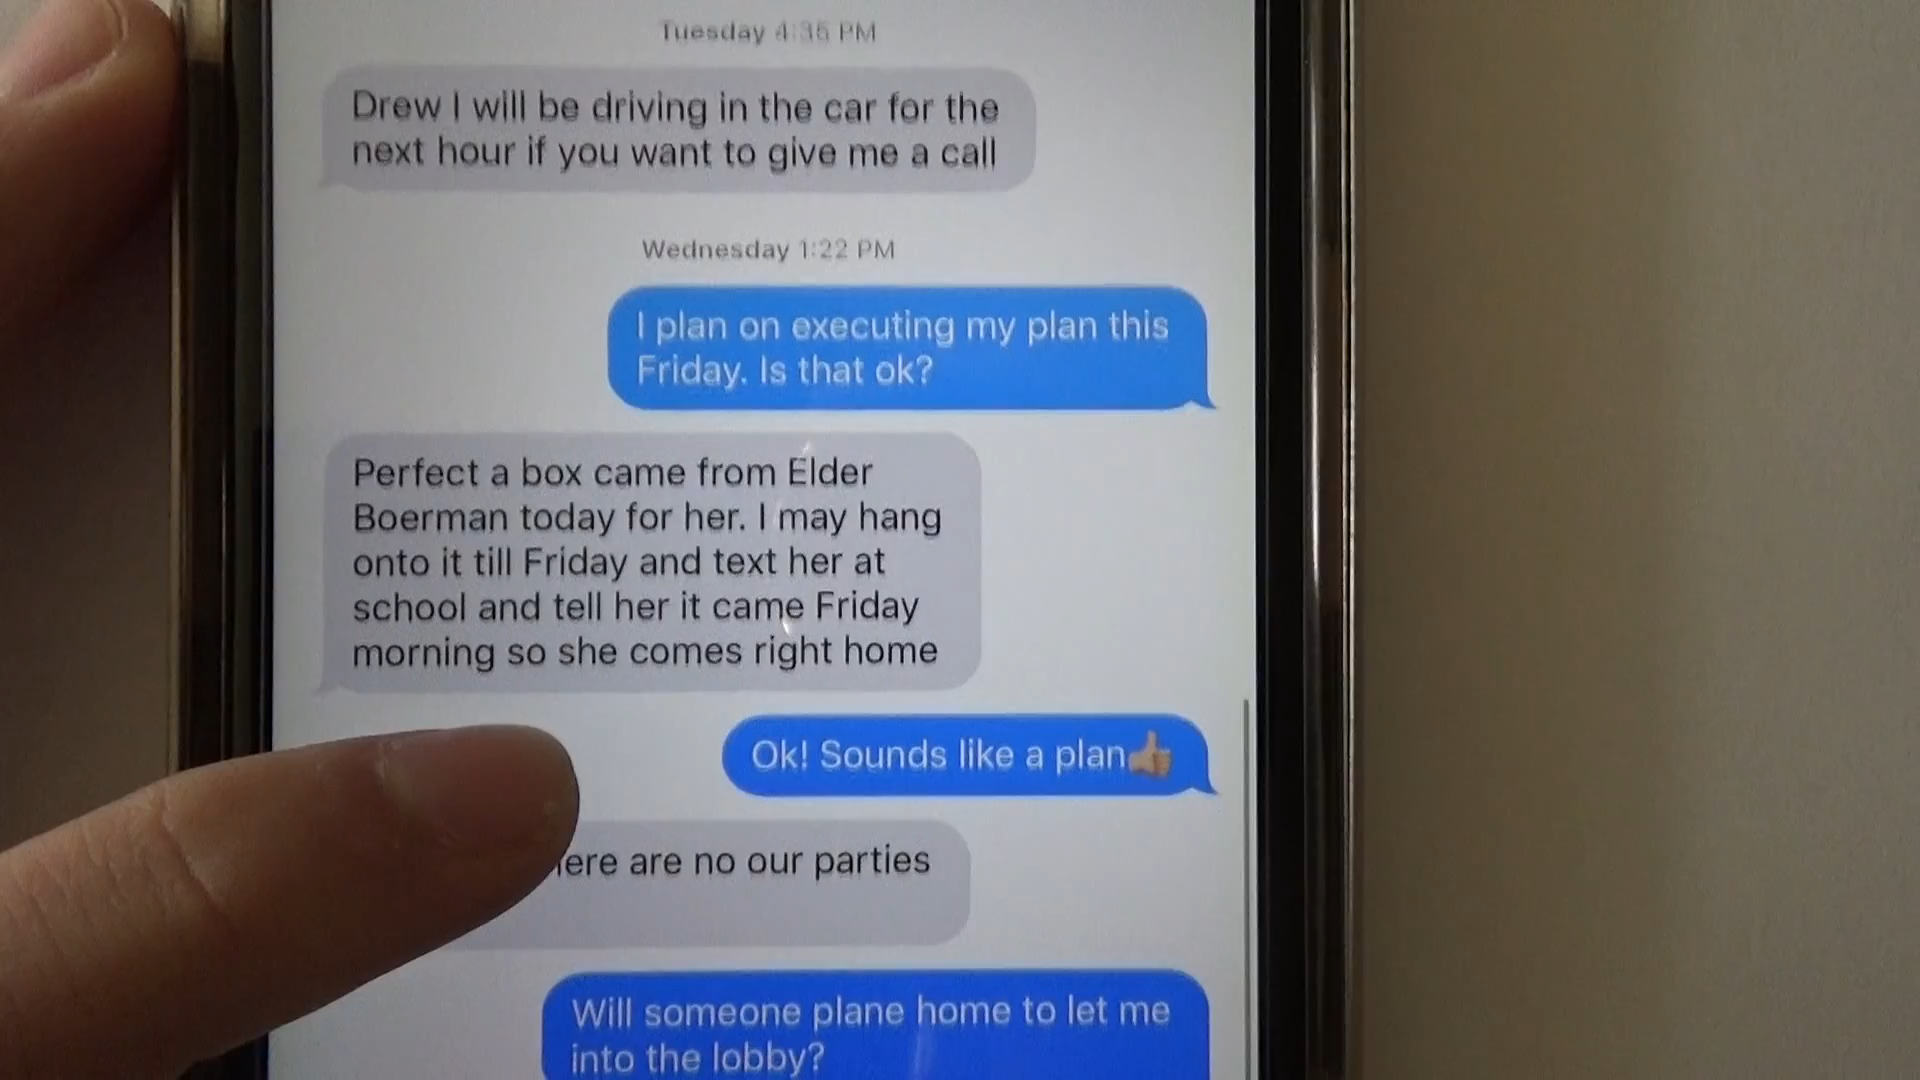 Tuesday 4:35 PM
Drew I will be driving in the car for the
next hour if you want to give me a call
Wednesday 1:22 PM
I plan on executing my plan this
Friday. Is that ok?
Perfect a box came from Elder
Boerman today for her. I may hang
onto it till Friday and text her at
school and tell her it came Friday
morning so she comes right home
Ok! Sounds like a plan👍🏼
are no our parties
Will someone plane home to let me
into the lobby?